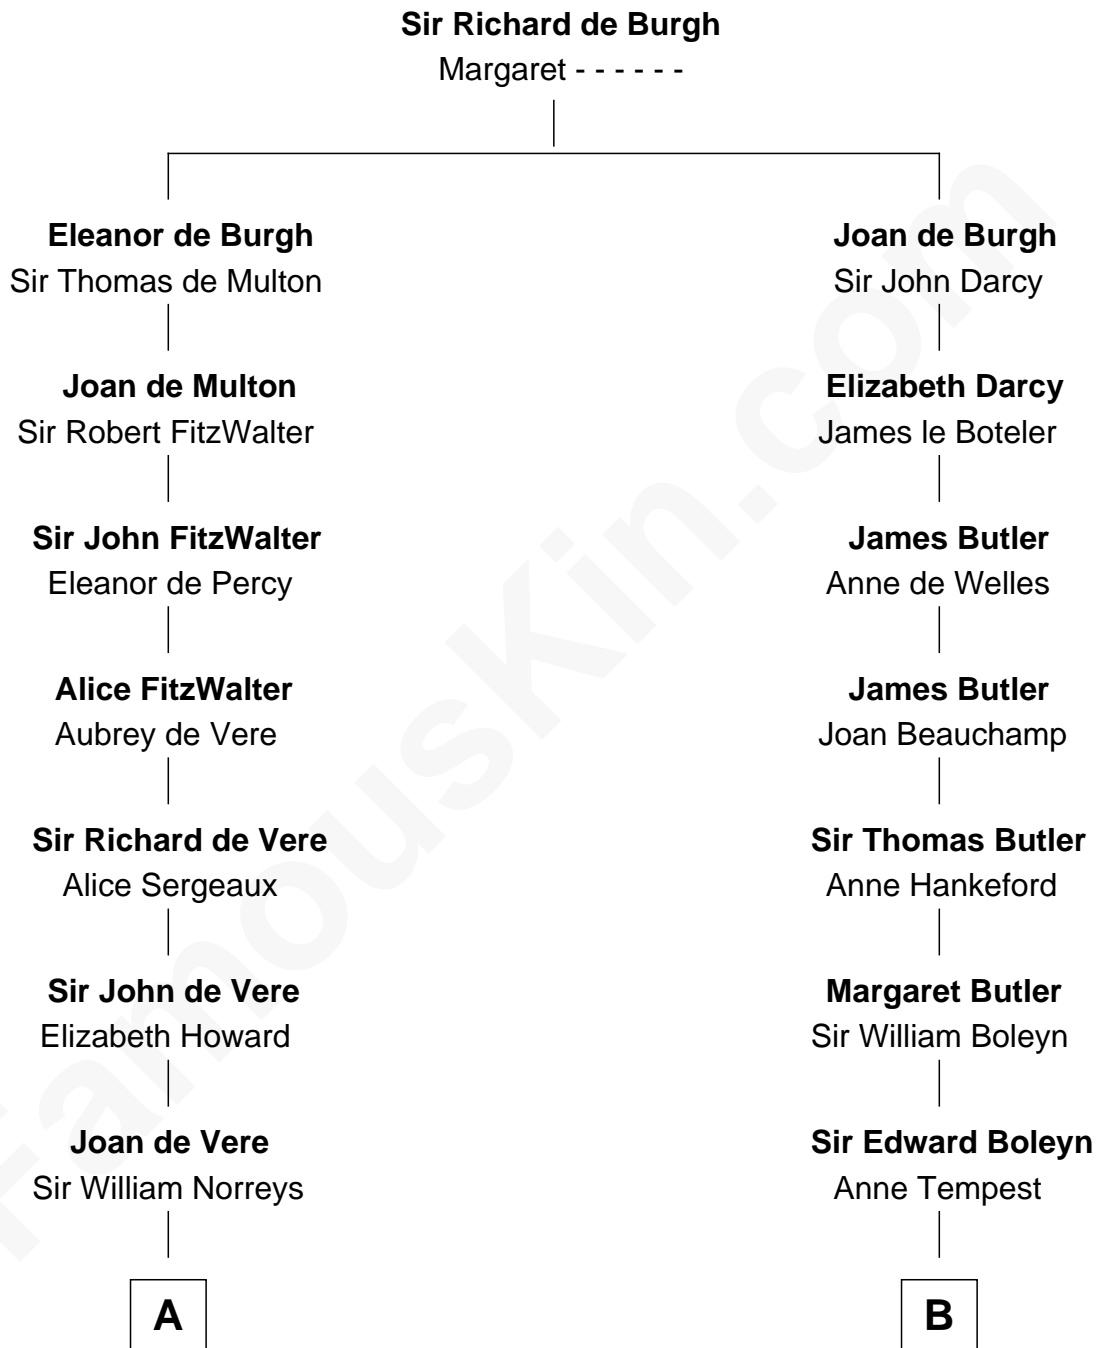 Sir Richard de Burgh
Margaret - - - - - -
Eleanor de Burgh
Sir Thomas de Multon
Joan de Burgh
Sir John Darcy
Joan de Multon
Sir Robert FitzWalter
Elizabeth Darcy
James le Boteler
Sir John FitzWalter
Eleanor de Percy
James Butler
Anne de Welles
Alice FitzWalter
Aubrey de Vere
James Butler
Joan Beauchamp
Sir Richard de Vere
Alice Sergeaux
Sir Thomas Butler
Anne Hankeford
Sir John de Vere
Elizabeth Howard
Margaret Butler
Sir William Boleyn
Joan de Vere
Sir William Norreys
Sir Edward Boleyn
Anne Tempest
A
B
FamousKin.com